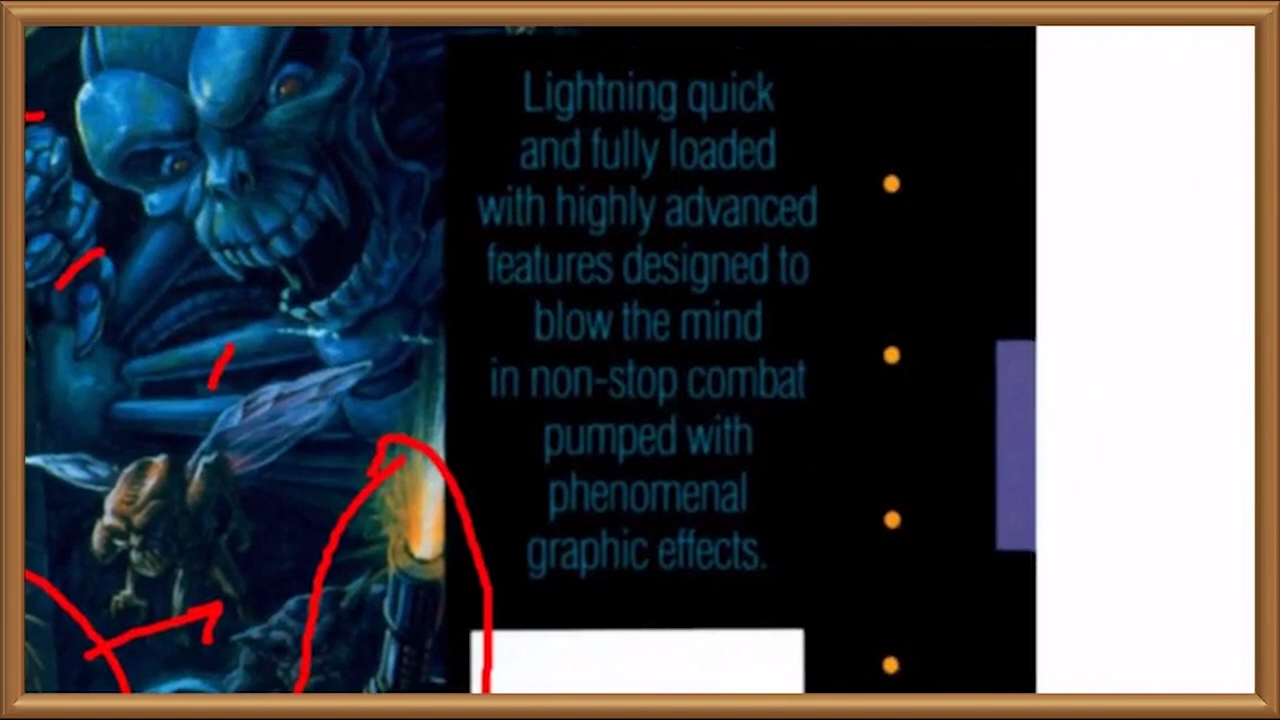 Lightning quick
and fully loaded
with highly advanced
features designed to
blow the mind
in non-stop combat
pumped with
phenomenal
graphic effects.